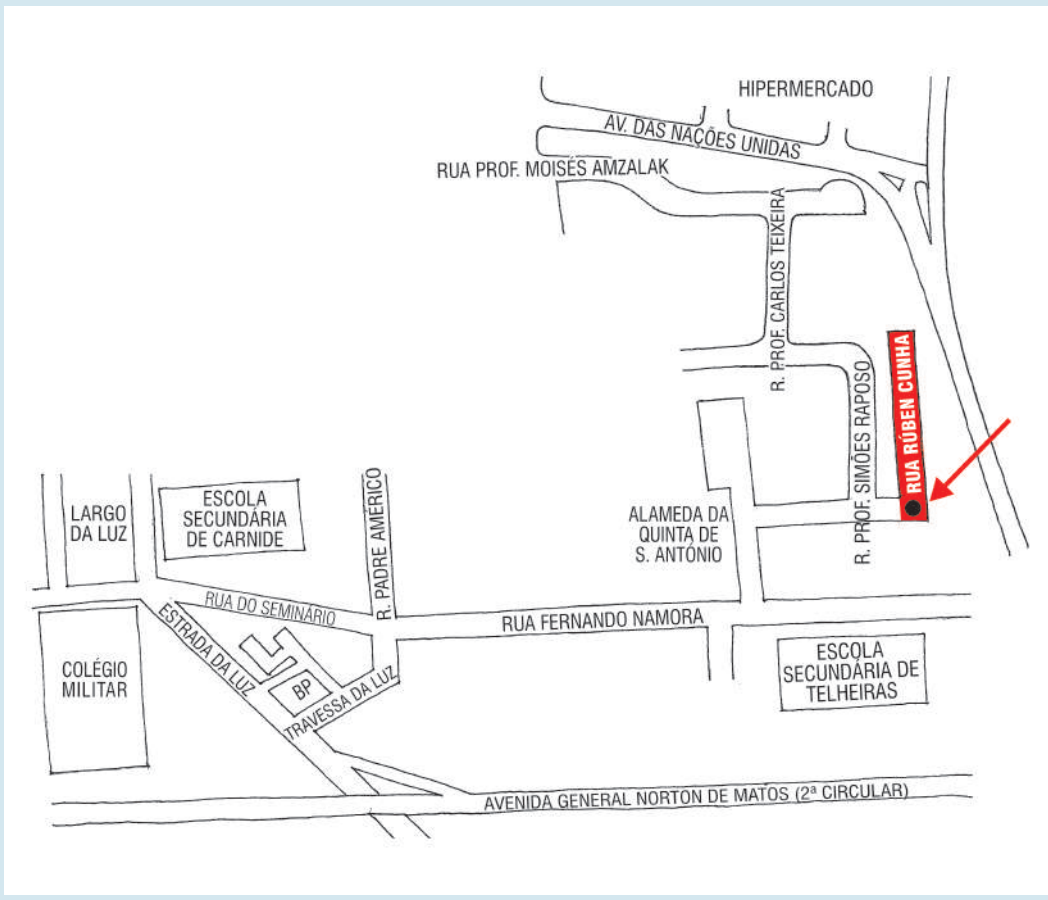 HIPERMERCADO
AV. DAS NAÇÕES UNIDAS
RUA PROF. MOISÉS AMZALAK
R. PROF. CARLOS TEIXEIRA
RUA RÚBEN CUNHA
R. PROF. SIMÕES RAPOSO
LARGO
DA LUZ
ESCOLA
SECUNDÁRIA
DE CARNIDE
R. PADRE AMÉRICO
ALAMEDA DA
QUINTA DE
S. ANTÓNIO
RUA DO SEMINÁRIO
RUA FERNANDO NAMORA
ESTRADA DA LUZ
COLÉGIO
MILITAR
BP
TRAVESSA DA LUZ
ESCOLA
SECUNDÁRIA DE
TELHEIRAS
AVENIDA GENERAL NORTON DE MATOS (2ª CIRCULAR)